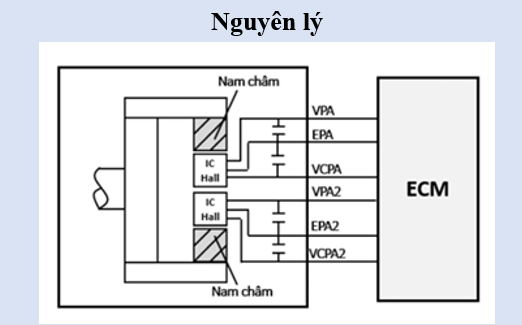 Nguyên lý
Nam châm
VPA
EPA
IC
Hall
VCPA
VPA2
ECM
IC
Hall
EPA2
VCPA2
Nam châm